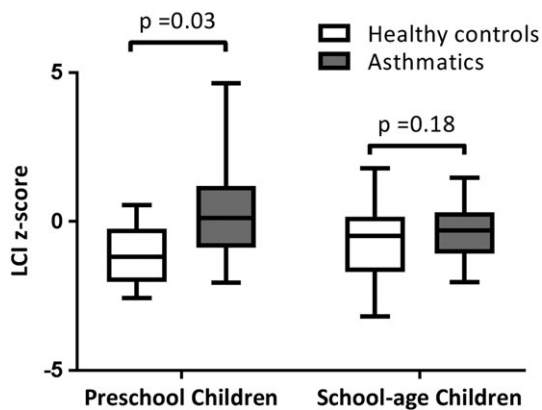 p =0.03
Healthy controls
Asthmatics
p =0.18
5
0
-5
LCI z-score
Preschool Children
School-age Children